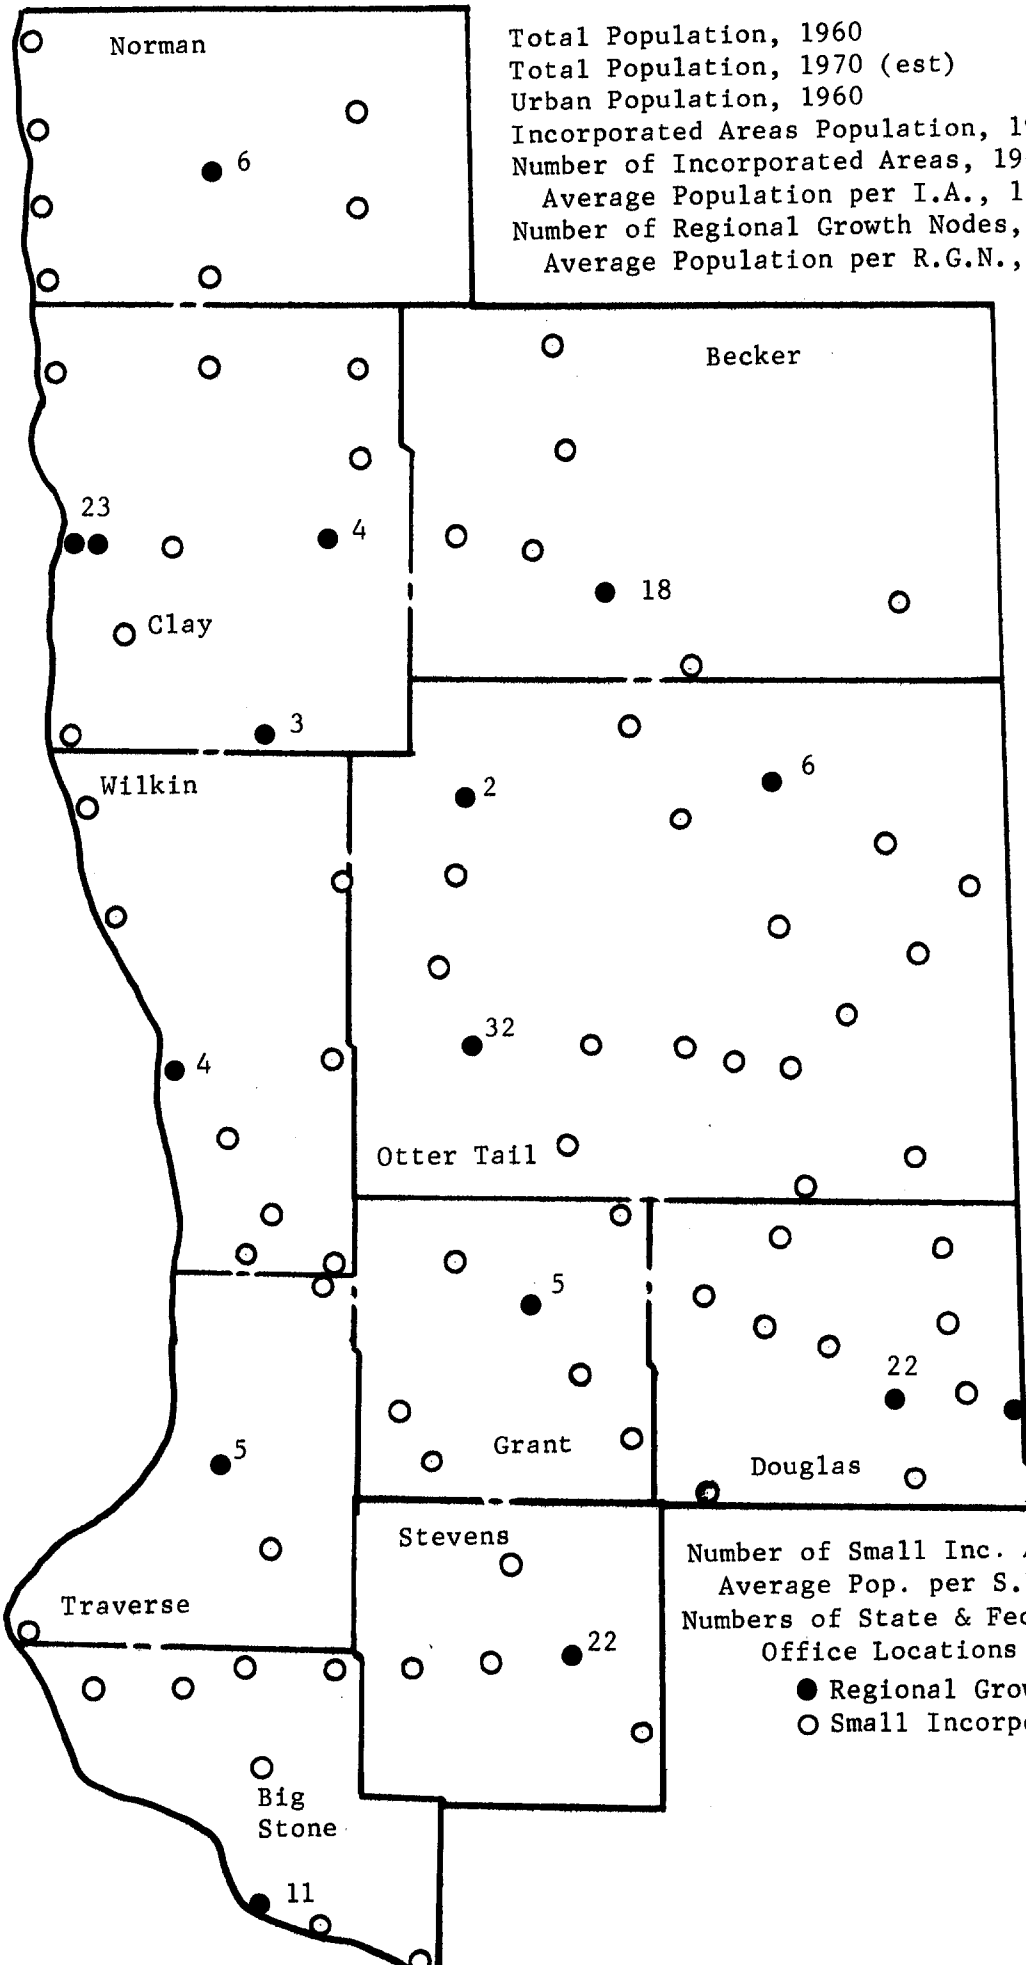 Norman
Total Population, 1960
Total Population, 1970 (est)
Urban Population, 1960
Incorporated Areas Population,
Number of Incorporated Areas,
Average Population per I.A.,
Number of Regional Growth Nodes,
Average Population per R.G.N.,
6
Becker
23
4
18
Clay
3
Wilkin
2
6
32
4
Otter Tail
5
22
5
Grant
Douglas
Stevens
Number of Small Inc.
Average Pop. per
Traverse
Numbers of State &
22
Office Locations
● Regional
○ Small
Big
Stone
11